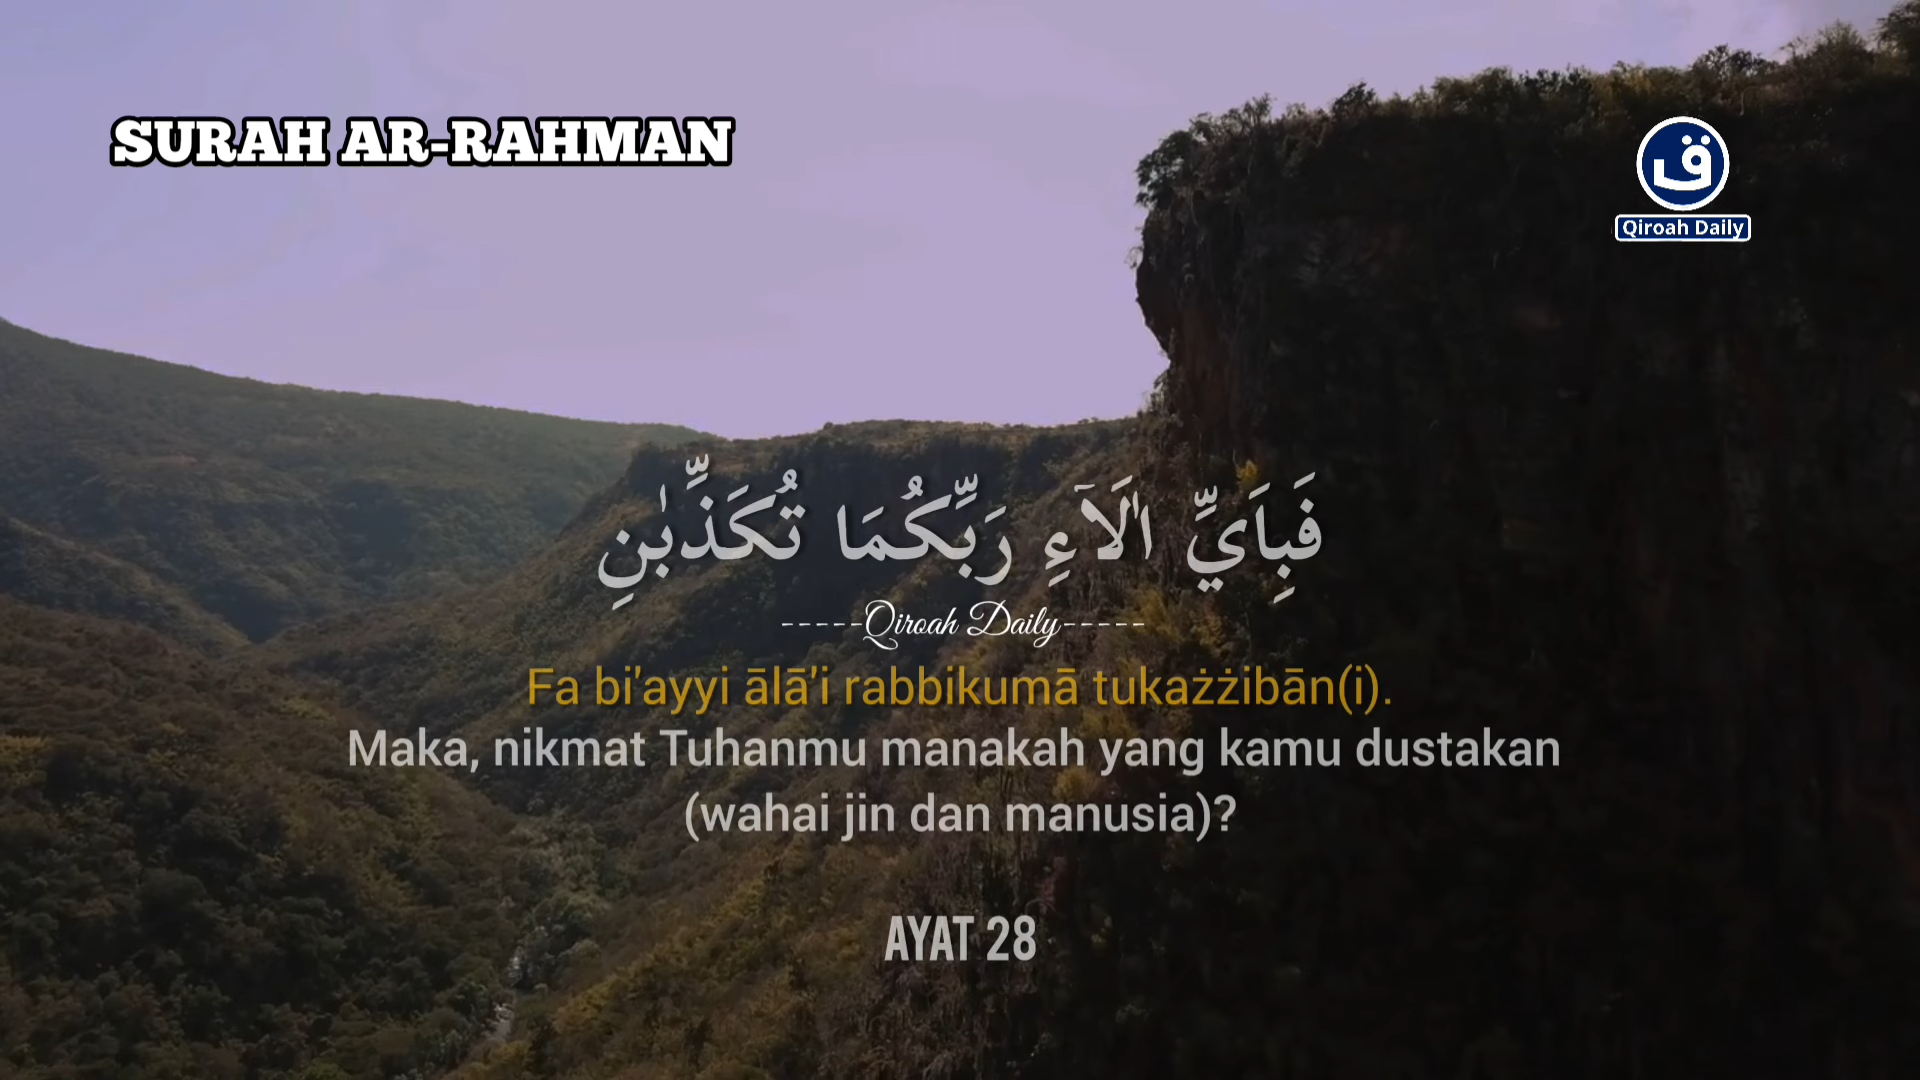 SURAH AR-RAHMAN
ق
Qiroah Daily
فَبِاَيِّ اٰلَاۤءِ رَبِّكُمَا تُكَذِّبٰنِ
-----Qiroah Daily-----
Fa bi'ayyi ālā'i rabbikumā tukażżibān(i).
Maka, nikmat Tuhanmu manakah yang kamu dustakan
(wahai jin dan manusia)?
AYAT 28